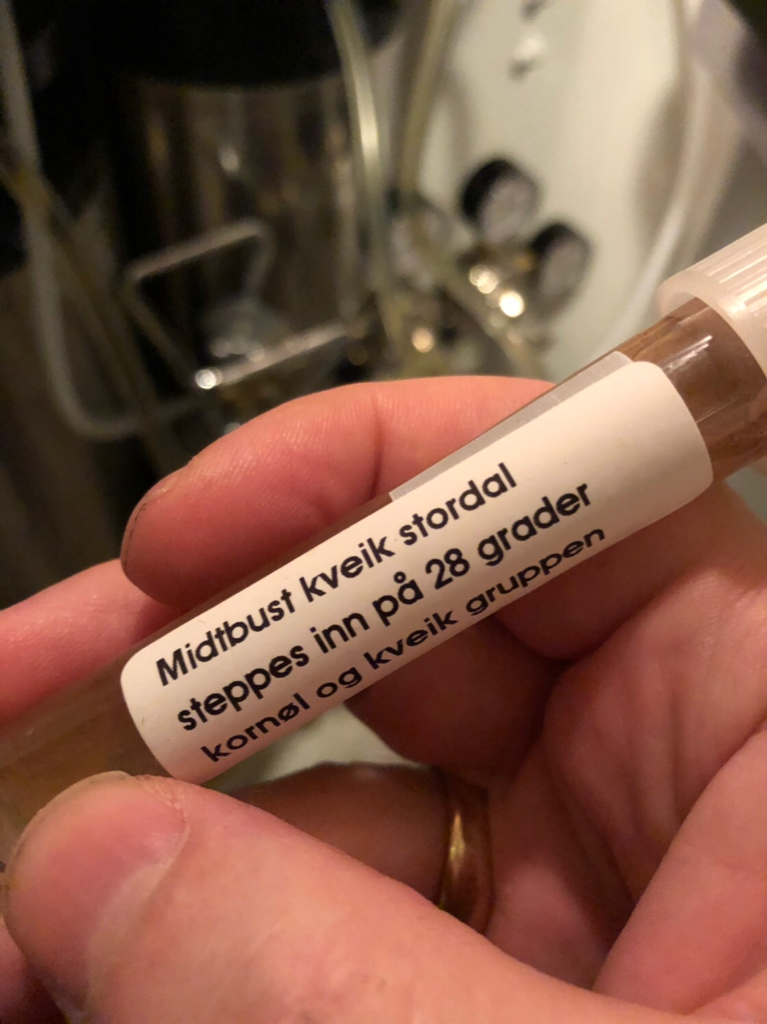 Midtbust kveik stordal
steppes inn på 28 grader
kornøl og kveik gruppen